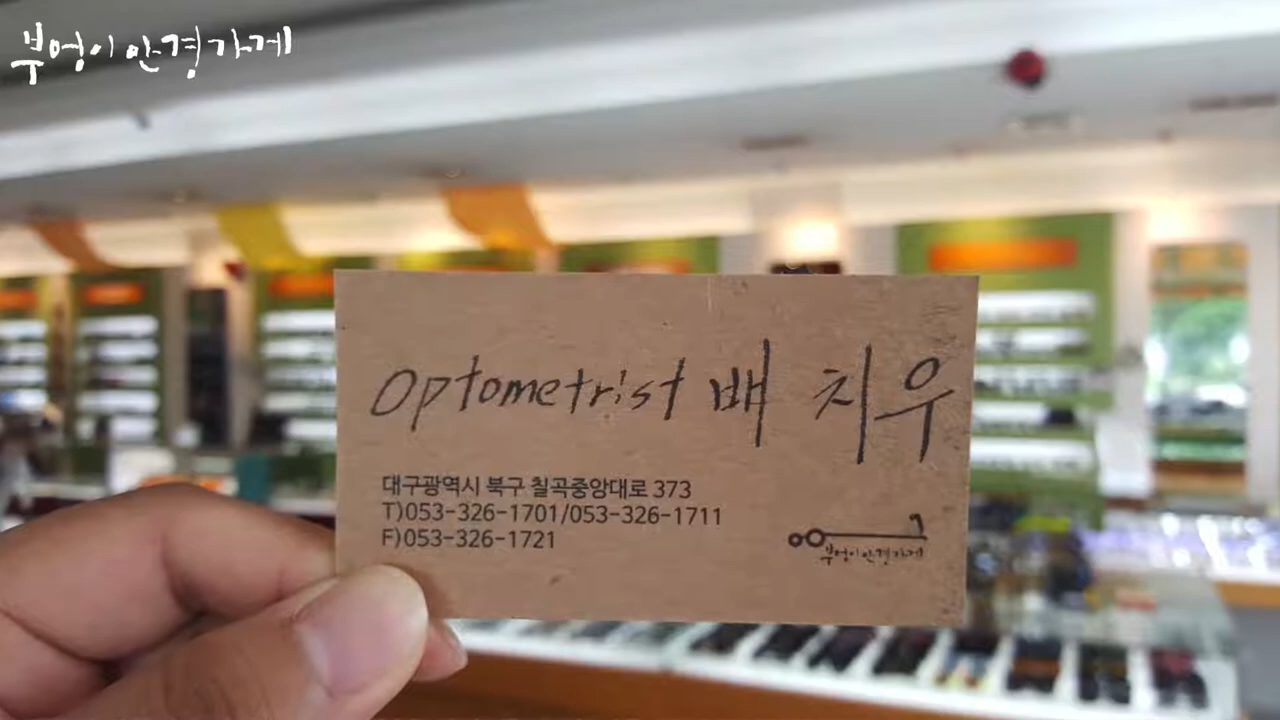 부엉이안경가게
Optometrist 배 치우
대구광역시 북구 칠곡중앙대로 373
T)053-326-1701/053-326-1711
F)053-326-1721
부엉이안경가게